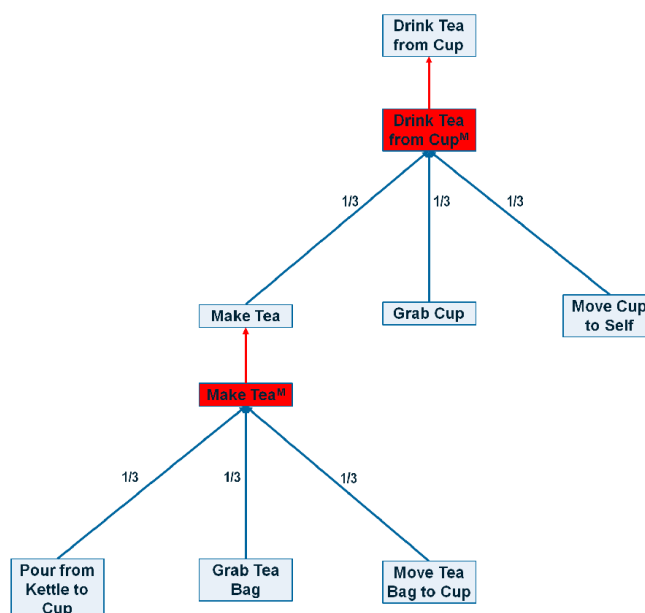 Drink Tea
from Cup
Drink Tea
from Cupᴹ
1/3
1/3
1/3
Make Tea
Grab Cup
Move Cup
to Self
Make Teaᴹ
1/3
1/3
1/3
Pour from
Kettle to
Cup
Grab Tea
Bag
Move Tea
Bag to Cup